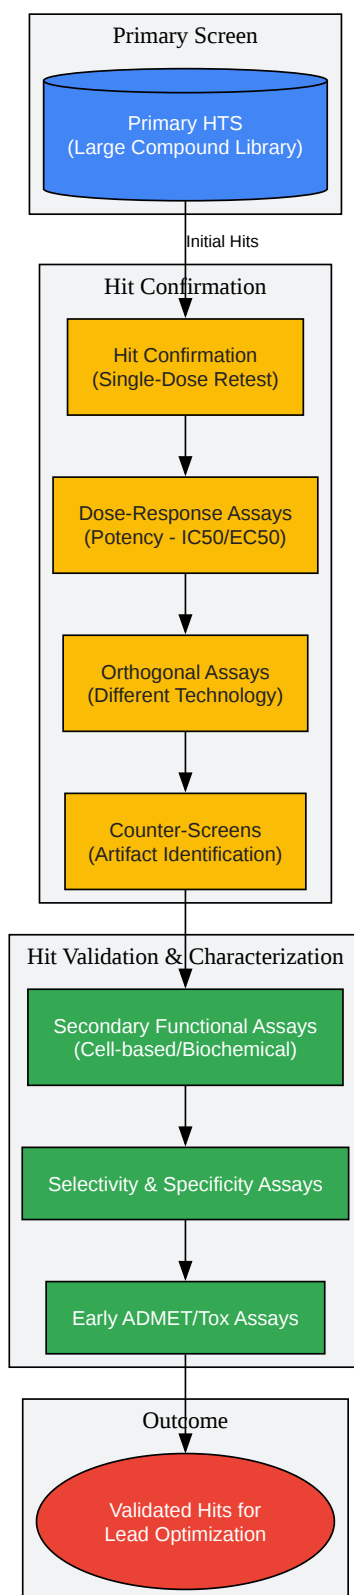 Primary Screen
Primary HTS
(Large Compound Library)
Initial Hits
Hit Confirmation
Hit Confirmation
(Single-Dose Retest)
Dose-Response Assays
(Potency - IC50/EC50)
Orthogonal Assays
(Different Technology)
Counter-Screens
(Artifact Identification)
Hit Validation & Characterization
Secondary Functional Assays
(Cell-based/Biochemical)
Selectivity & Specificity Assays
Early ADMET/Tox Assays
Outcome
Validated Hits for
Lead Optimization